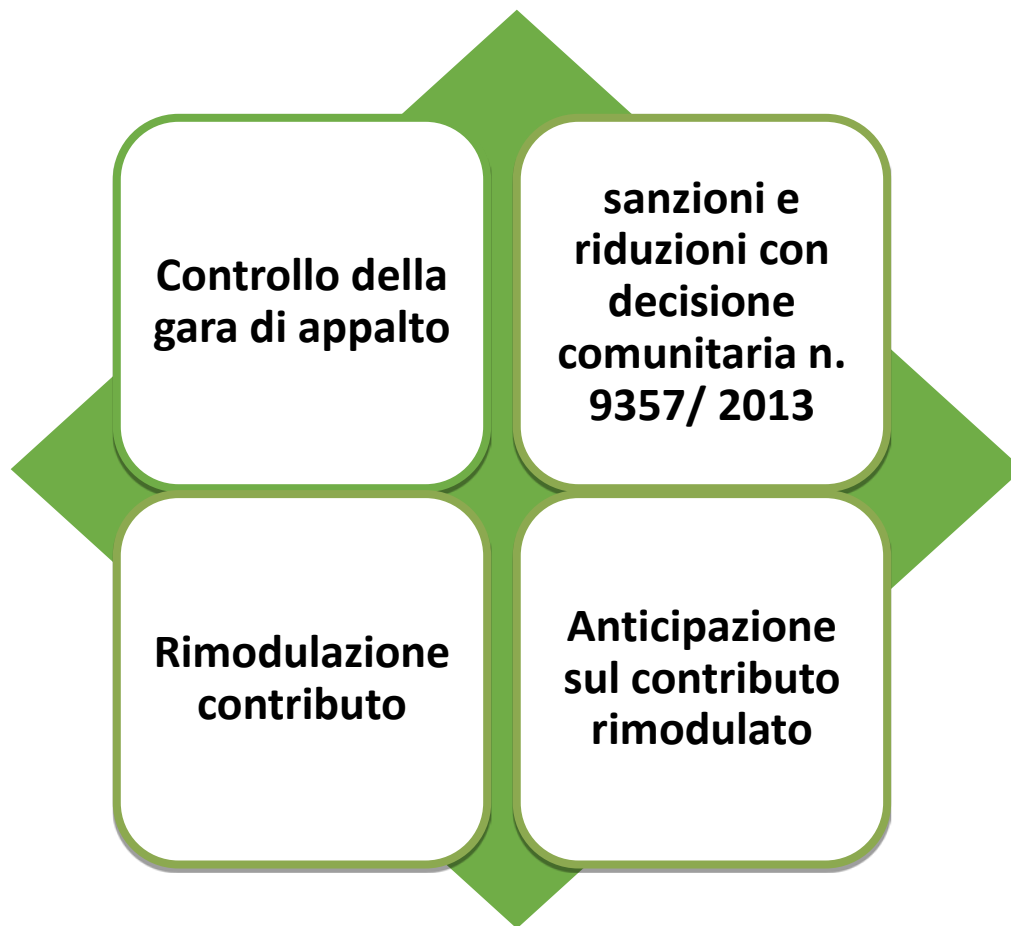 Controllo della
gara di appalto
sanzioni e
riduzioni con
decisione
comunitaria n.
9357/ 2013
Rimodulazione
contributo
Anticipazione
sul contributo
rimodulato